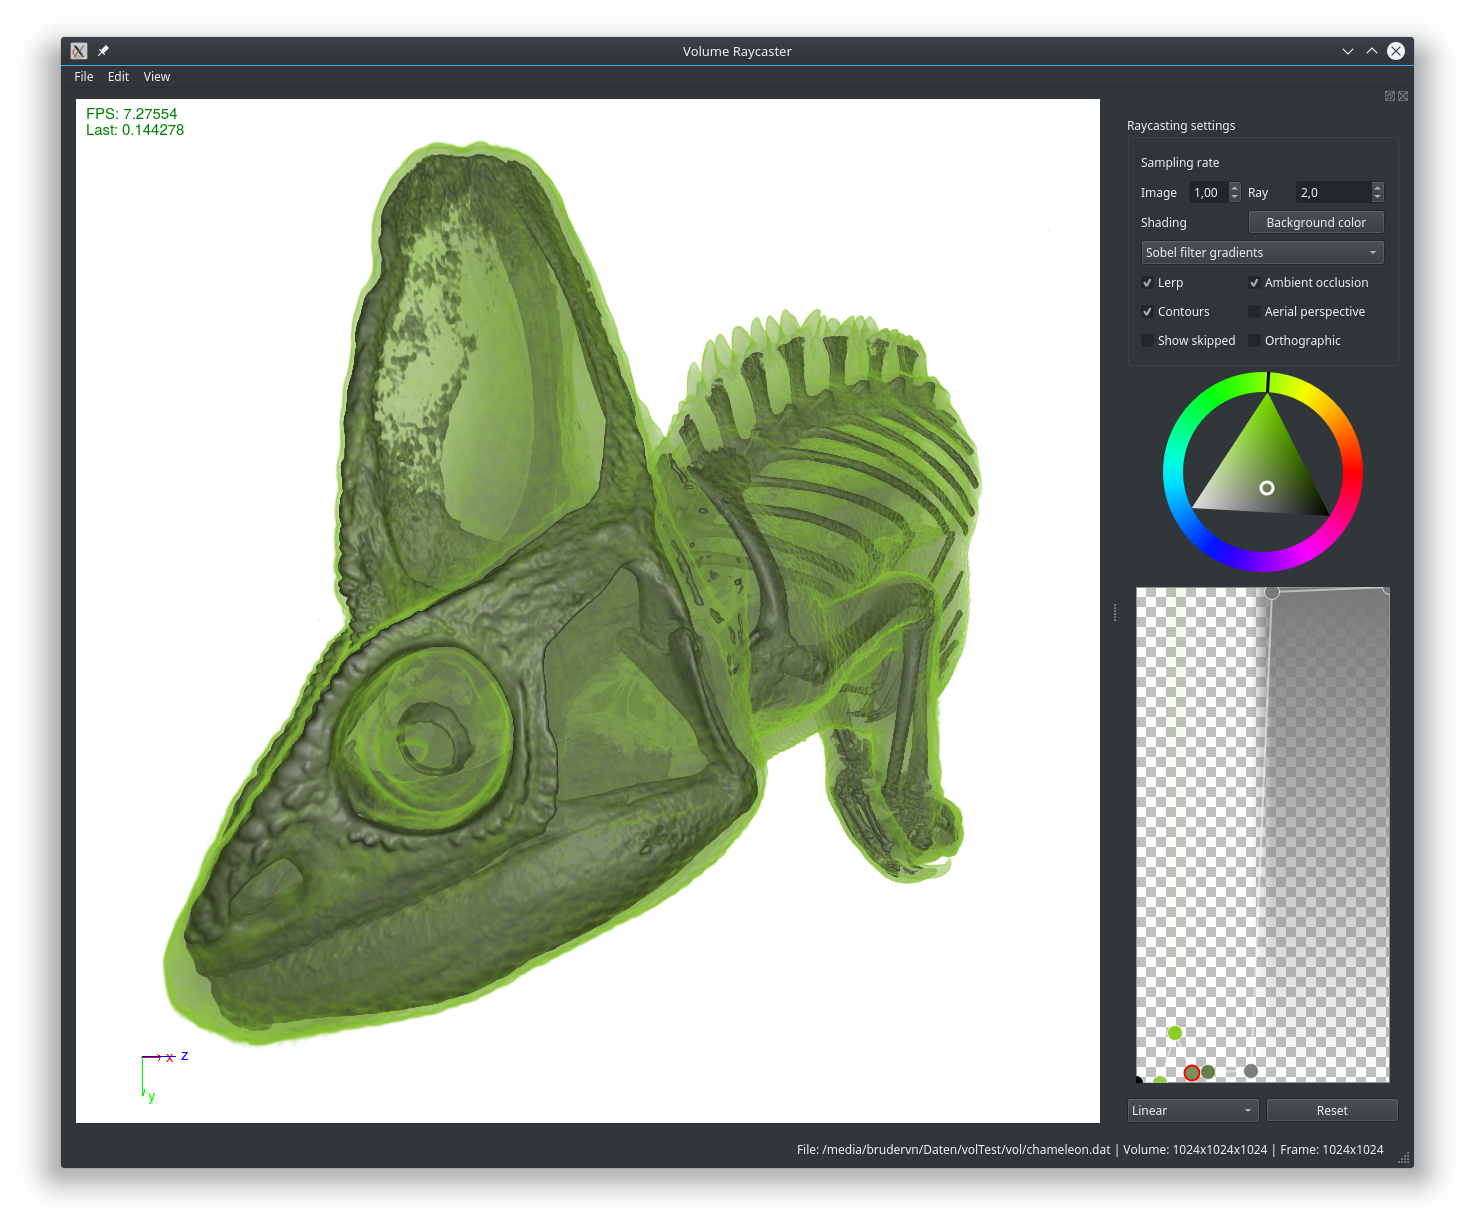 Volume Raycaster
File Edit View
FPS: 7.27554
Last: 0.144278
Raycasting settings
Sampling rate
Image 1,00 Ray 2,0
Shading Background color
Sobel filter gradients
Lerp Ambient occlusion
Contours Aerial perspective
Show skipped Orthographic
x z
y
Linear Reset
File: /media/brudervn/Daten/volTest/vol/chameleon.dat | Volume: 1024x1024x1024 | Frame: 1024x1024